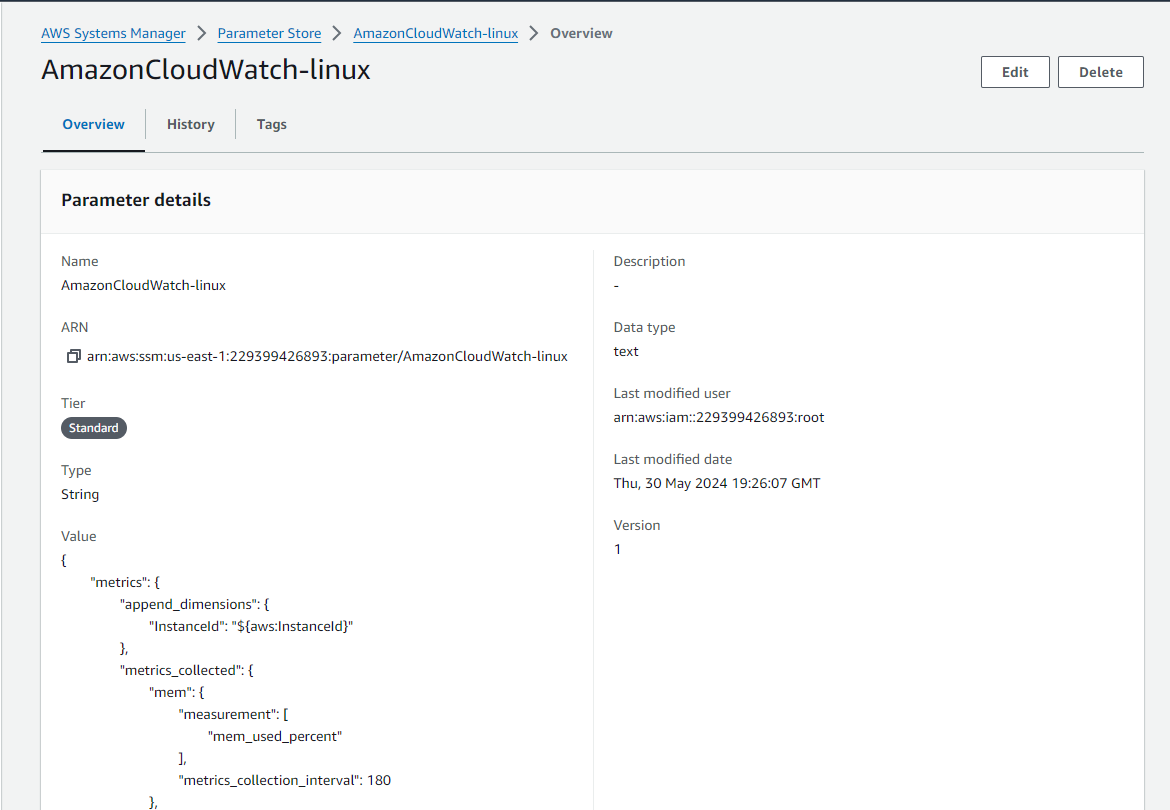 AWS Systems Manager > Parameter Store > AmazonCloudWatch-linux > Overview
AmazonCloudWatch-linux
Edit Delete
Overview History Tags
Parameter details
Name
AmazonCloudWatch-linux
ARN
arn:aws:ssm:us-east-1:229399426893:parameter/AmazonCloudWatch-linux
Tier
Standard
Type
String
Value
{
"metrics": {
"append_dimensions": {
"InstanceId": "${aws:InstanceId}"
},
"metrics_collected": {
"mem": {
"measurement": [
"mem_used_percent"
],
"metrics_collection_interval": 180
},
Description
-
Data type
text
Last modified user
arn:aws:iam::229399426893:root
Last modified date
Thu, 30 May 2024 19:26:07 GMT
Version
1